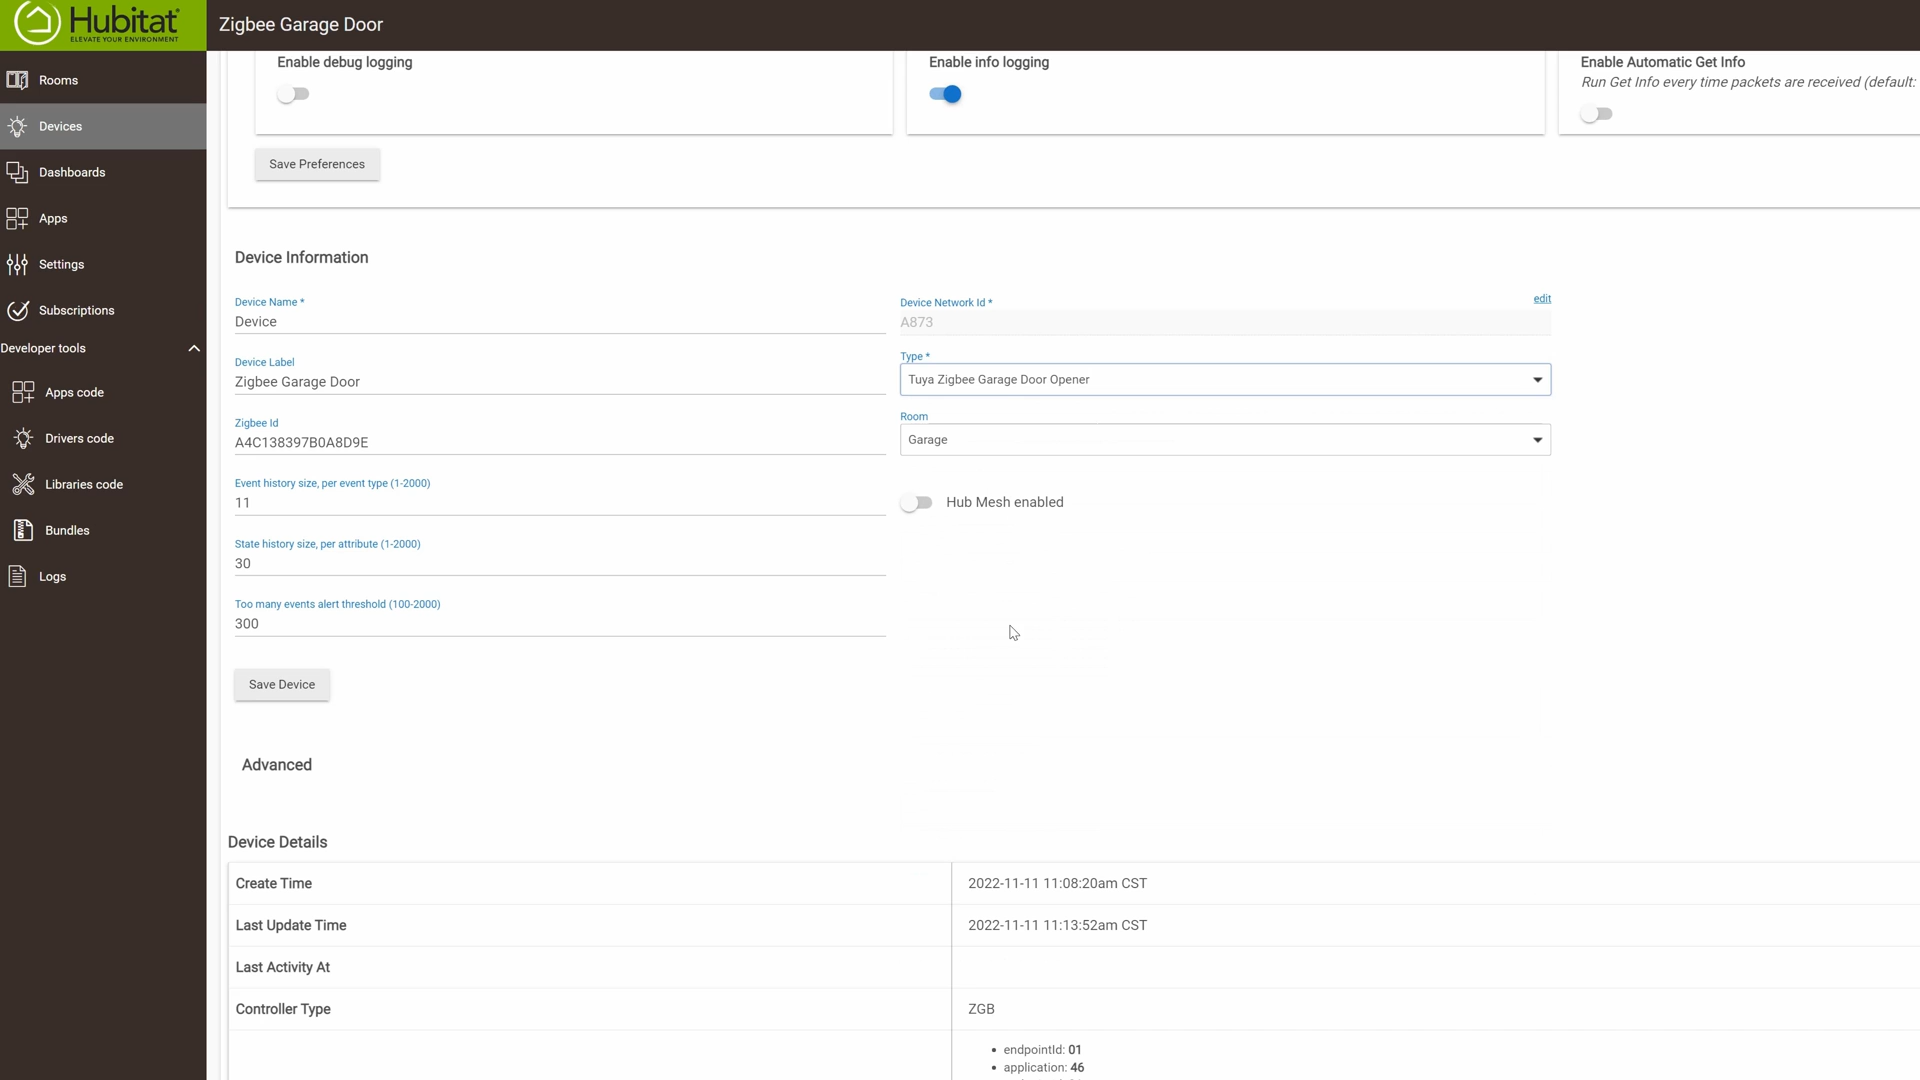 Hubitat
ELEVATE YOUR ENVIRONMENT
Zigbee Garage Door
Rooms
Devices
Dashboards
Apps
Settings
Subscriptions
Developer tools
Apps code
Drivers code
Libraries code
Bundles
Logs
Enable debug logging
Enable info logging
Enable Automatic Get Info
Run Get Info every time packets are received (default:
Save Preferences
Device Information
Device Name *
Device
Device Network Id *
edit
A873
Device Label
Zigbee Garage Door
Type *
Tuya Zigbee Garage Door Opener
Zigbee Id
A4C138397B0A8D9E
Room
Garage
Event history size, per event type (1-2000)
11
Hub Mesh enabled
State history size, per attribute (1-2000)
30
Too many events alert threshold (100-2000)
300
Save Device
Advanced
Device Details
Create Time
2022-11-11 11:08:20am CST
Last Update Time
2022-11-11 11:13:52am CST
Last Activity At
Controller Type
ZGB
• endpointId: 01
• application: 46